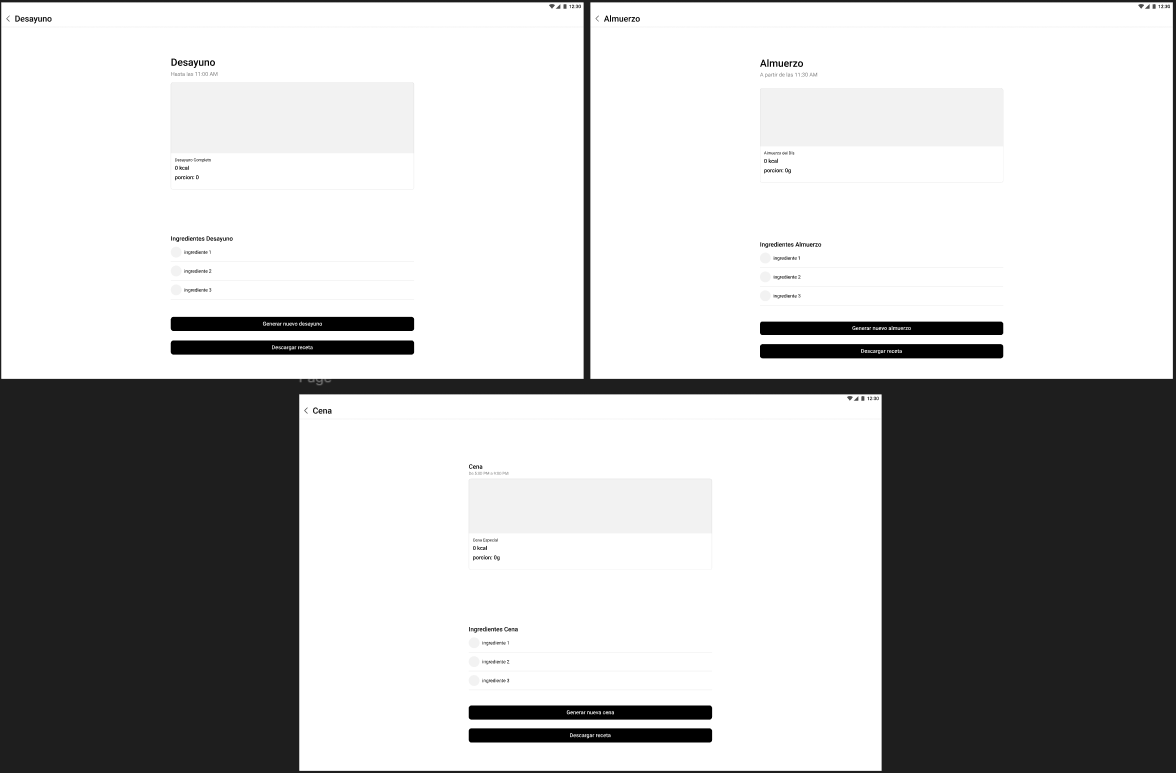 12:30
Desayuno
Desayuno
Hasta las 11:00 AM
Desayuno Completo
0 kcal
porcion: 0
Ingredientes Desayuno
ingrediente 1
ingrediente 2
ingrediente 3
Generar nuevo desayuno
Descargar receta
12:30
Almuerzo
Almuerzo
A partir de las 11:30 AM
Almuerzo del Día
0 kcal
porcion: 0g
Ingredientes Almuerzo
ingrediente 1
ingrediente 2
ingrediente 3
Generar nuevo almuerzo
Descargar receta
Page
12:30
Cena
Cena
Cena Especial
0 kcal
porcion: 0g
Ingredientes Cena
ingrediente 1
ingrediente 2
ingrediente 3
Generar nueva cena
Descargar receta